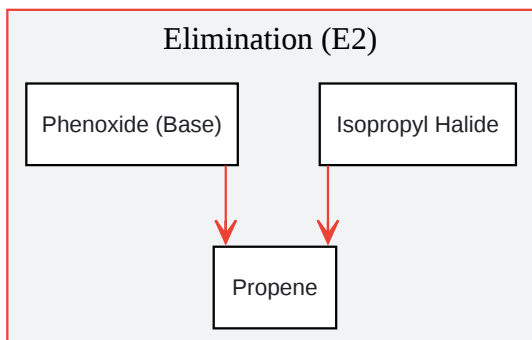 Elimination (E2)
Phenoxide (Base)
Isopropyl Halide
Propene